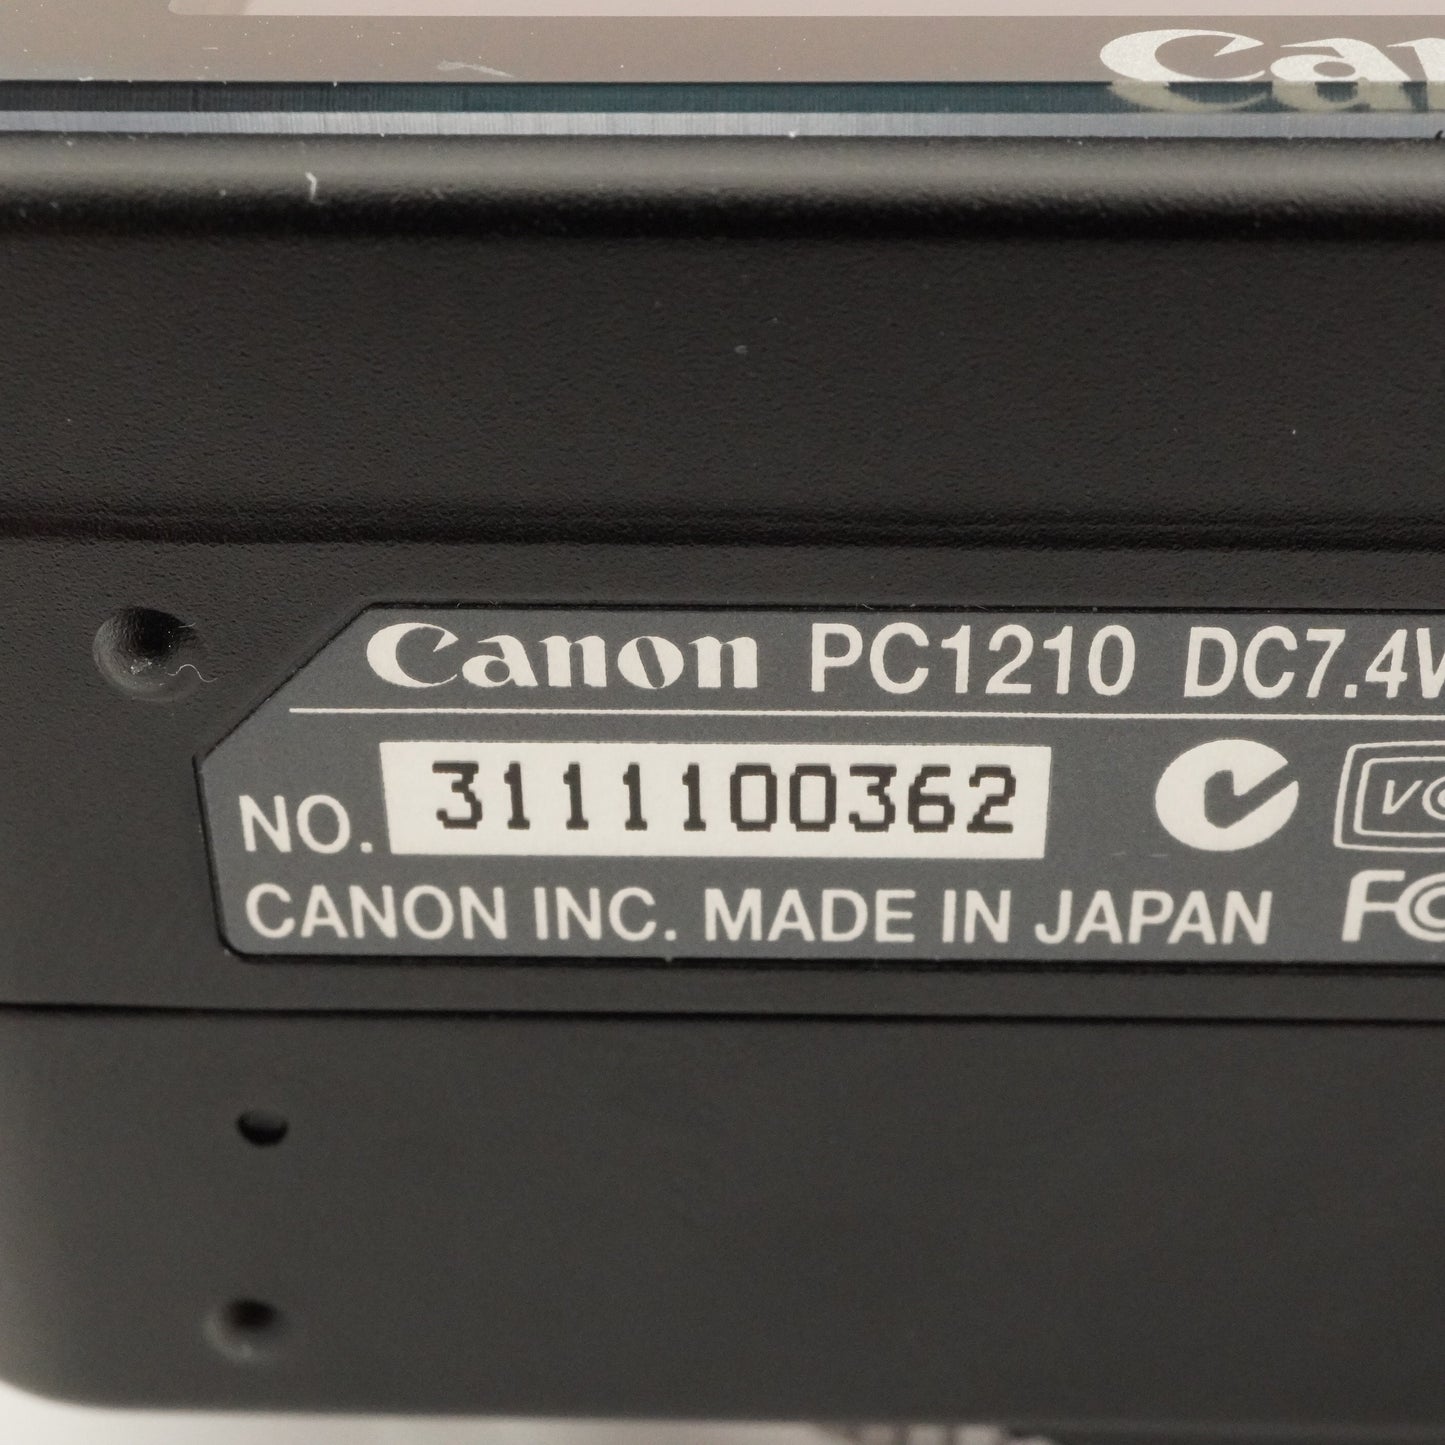 Canon PC1210 DC7.4V
NO. 3111100362
CANON INC. MADE IN JAPAN